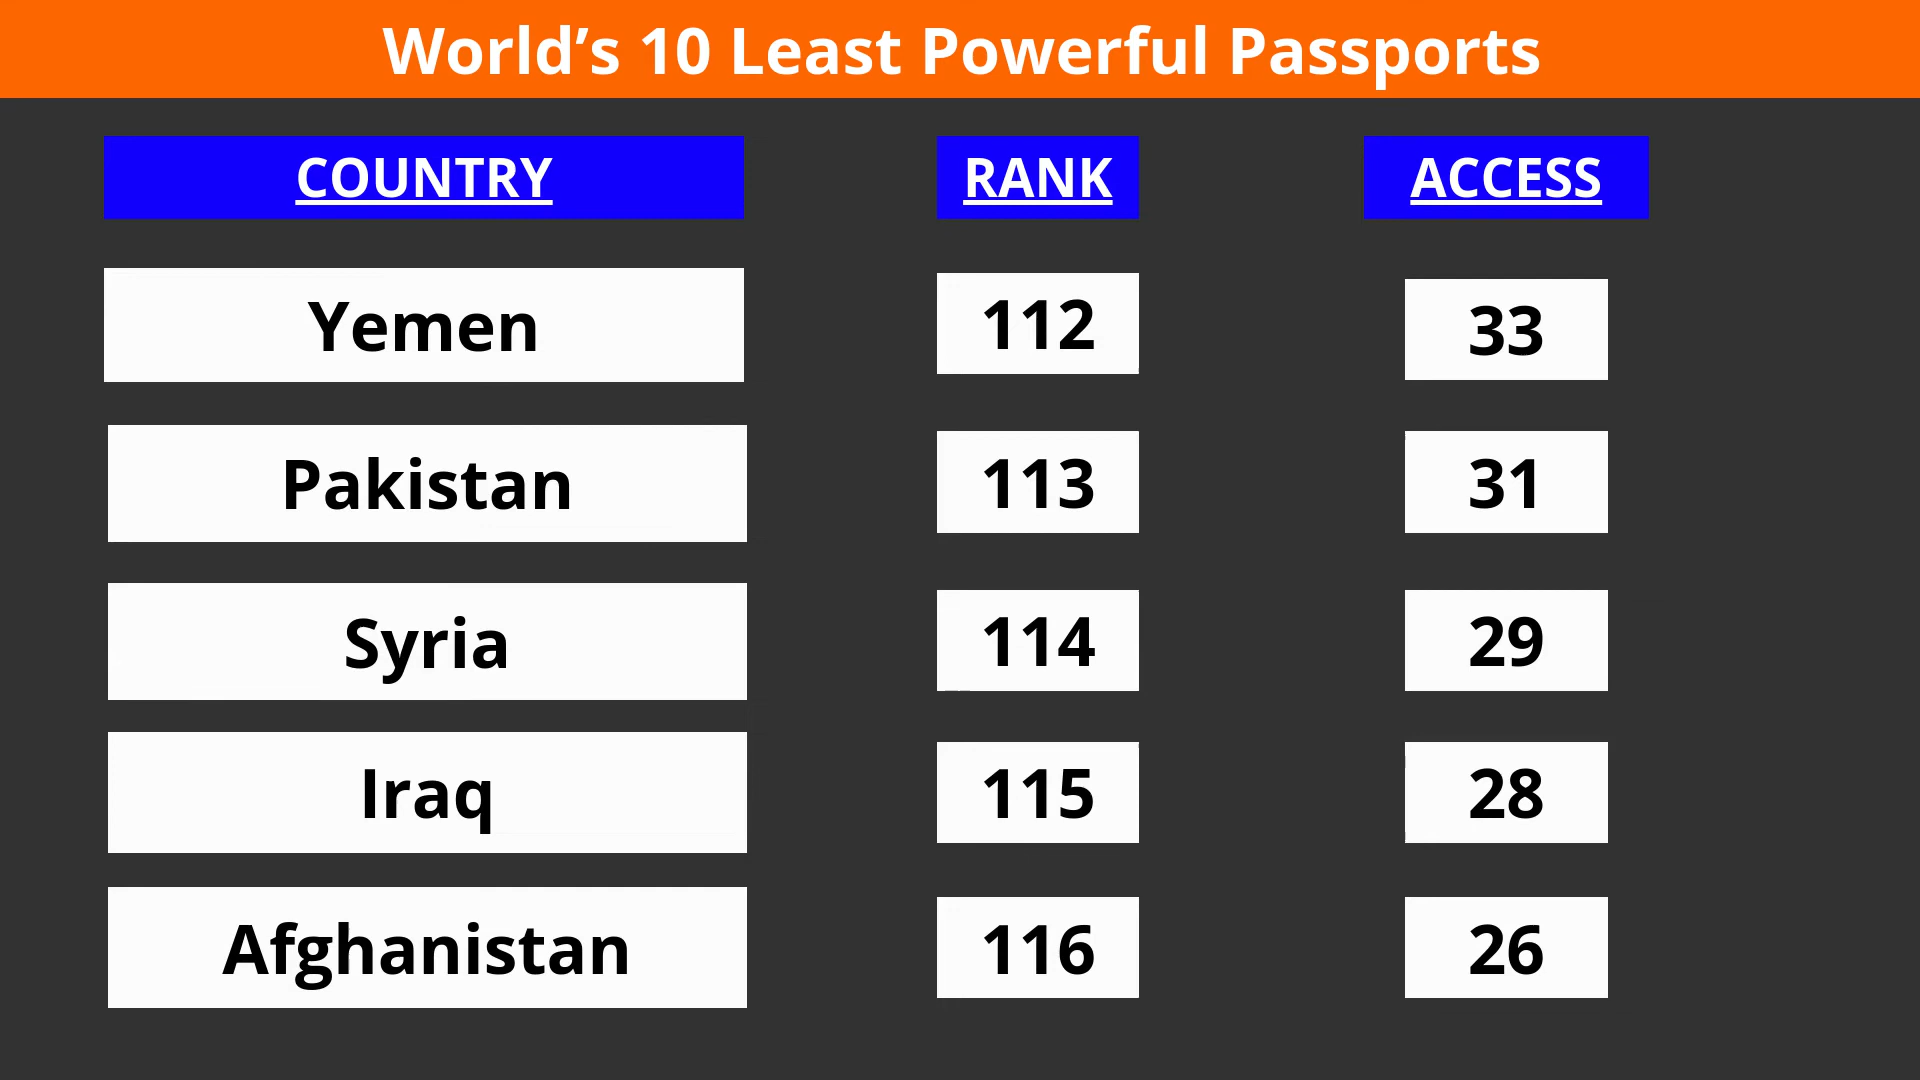 World’s 10 Least Powerful Passports
COUNTRY RANK ACCESS
Yemen 112 33
Pakistan 113 31
Syria 114 29
Iraq 115 28
Afghanistan 116 26